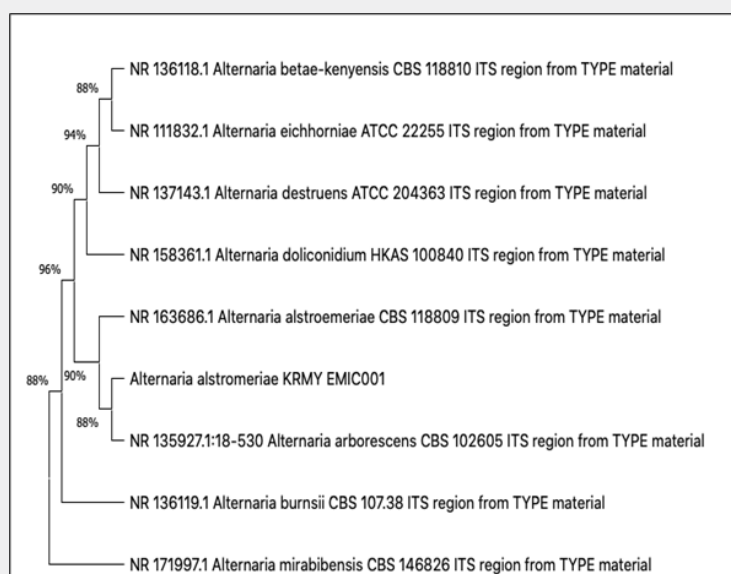 88%
NR 136118.1 Alternaria betae-kenyensis CBS 118810 ITS region from TYPE material
94%
NR 111832.1 Alternaria eichhorniae ATCC 22255 ITS region from TYPE material
90%
NR 137143.1 Alternaria destruens ATCC 204363 ITS region from TYPE material
NR 158361.1 Alternaria doliconidium HKAS 100840 ITS region from TYPE material
96%
NR 163686.1 Alternaria alstroemeriae CBS 118809 ITS region from TYPE material
88%
90%
Alternaria alstromeriae KRMY EMIC001
88%
NR 135927.1:18-530 Alternaria arborescens CBS 102605 ITS region from TYPE material
NR 136119.1 Alternaria burnsii CBS 107.38 ITS region from TYPE material
NR 171997.1 Alternaria mirabibensis CBS 146826 ITS region from TYPE material